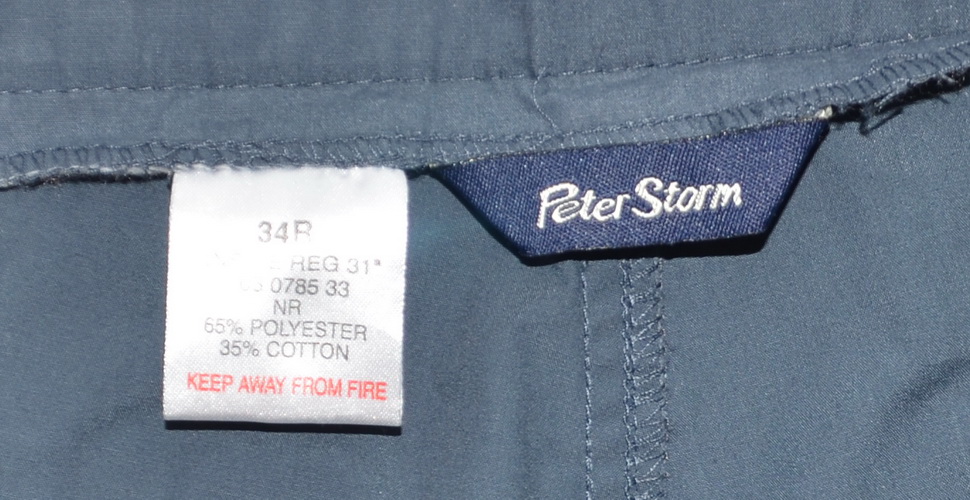 34R
REG 31"
0785 33
NR
65% POLYESTER
35% COTTON
KEEP AWAY FROM FIRE
Peter Storm